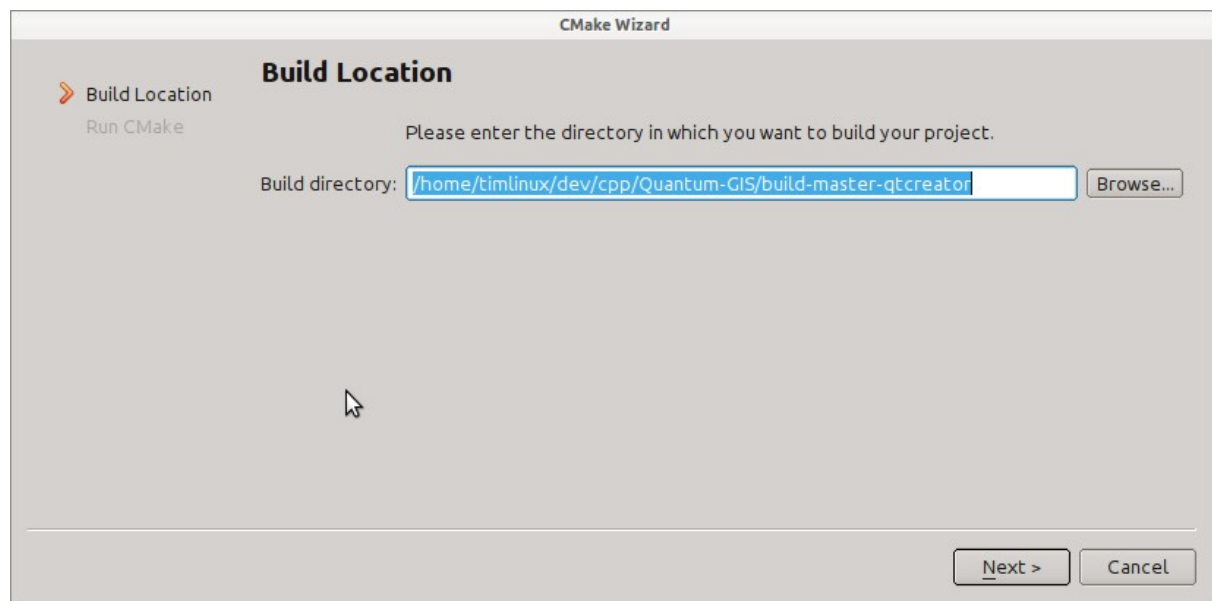 CMake Wizard
Build Location
Build Location
Run CMake
Please enter the directory in which you want to build your project.
Build directory: /home/timlinux/dev/cpp/Quantum-GIS/build-master-qtcreator Browse...
Next > Cancel